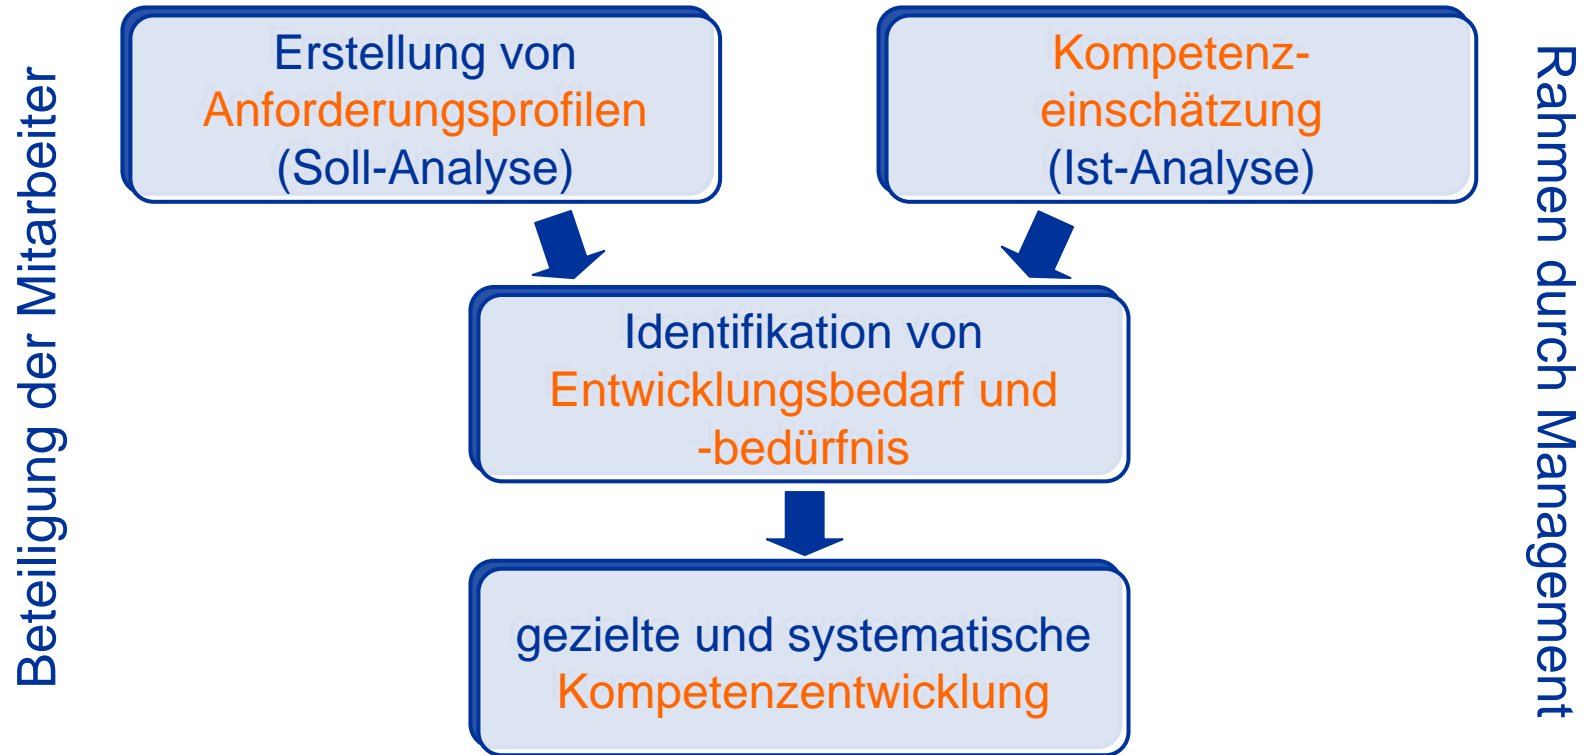 Beteiligung der Mitarbeiter
Erstellung von
Anforderungsprofilen
(Soll-Analyse)
Kompetenz-
einschätzung
(Ist-Analyse)
Identifikation von
Entwicklungsbedarf und
-bedürfnis
gezielte und systematische
Kompetenzentwicklung
Rahmen durch Management